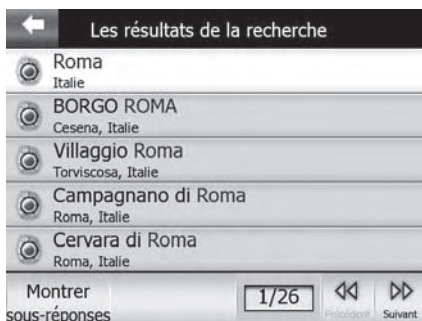 Les résultats de la recherche
Roma
Italie
BORGO ROMA
Cesena, Italie
Villaggio Roma
Torviscosa, Italie
Campagnano di Roma
Roma, Italie
Cervara di Roma
Roma, Italie
Montrer
sous-réponses
1/26
Précédent
Suivant